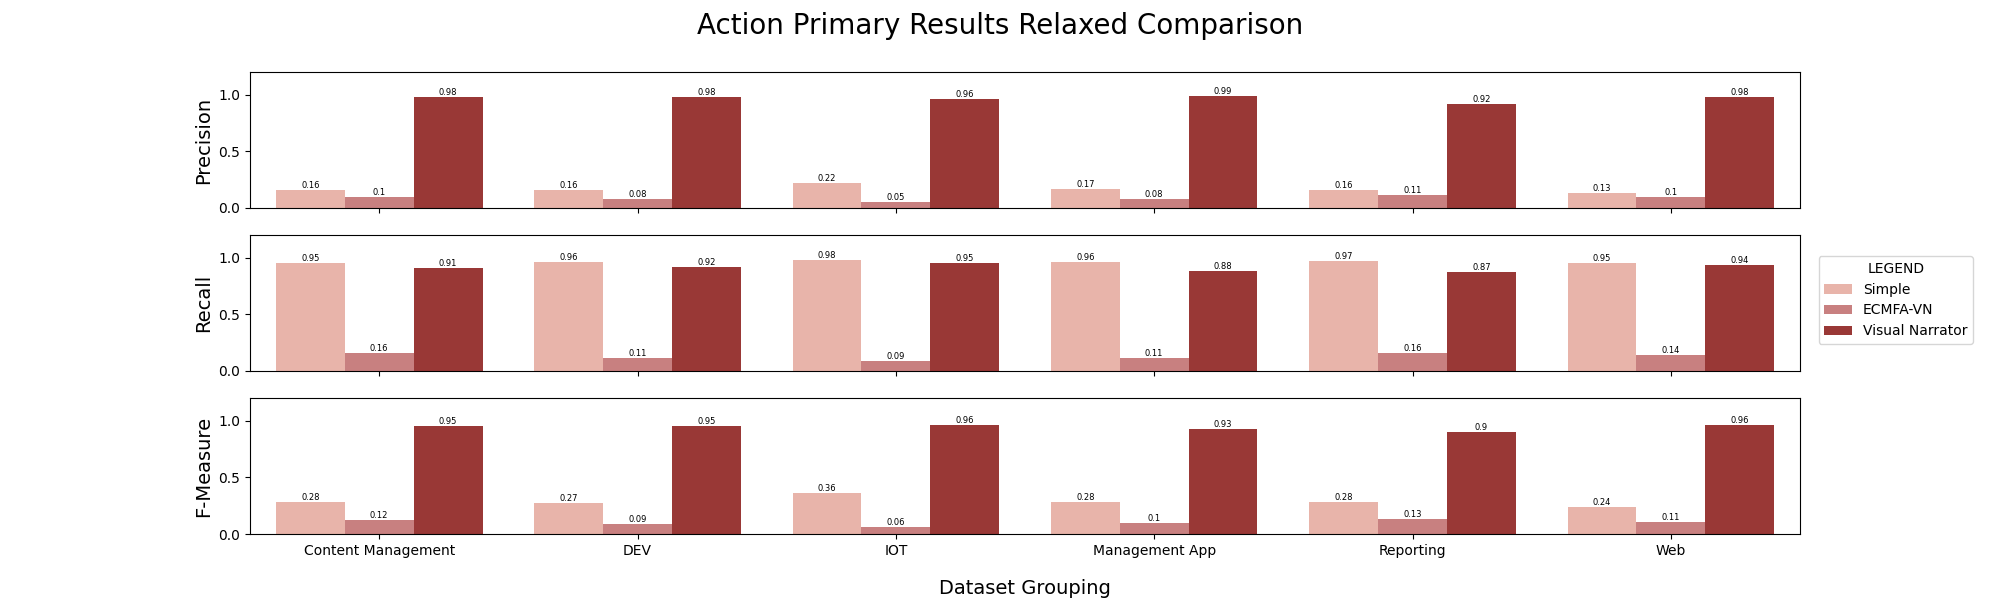 Action Primary Results Relaxed Comparison
Precision
1.0
0.5
0.0
0.16 0.1 0.98 0.16 0.08 0.98 0.22 0.05 0.96 0.17 0.08 0.99 0.16 0.11 0.92 0.13 0.1 0.98
Recall
1.0
0.5
0.0
0.95 0.16 0.91 0.96 0.11 0.92 0.98 0.09 0.95 0.96 0.11 0.88 0.97 0.16 0.87 0.95 0.14 0.94
LEGEND
Simple
ECMFA-VN
Visual Narrator
F-Measure
1.0
0.5
0.0
0.28 0.12 0.95 0.27 0.09 0.95 0.36 0.06 0.96 0.28 0.1 0.93 0.28 0.13 0.9 0.24 0.11 0.96
Content Management DEV IOT Management App Reporting Web
Dataset Grouping